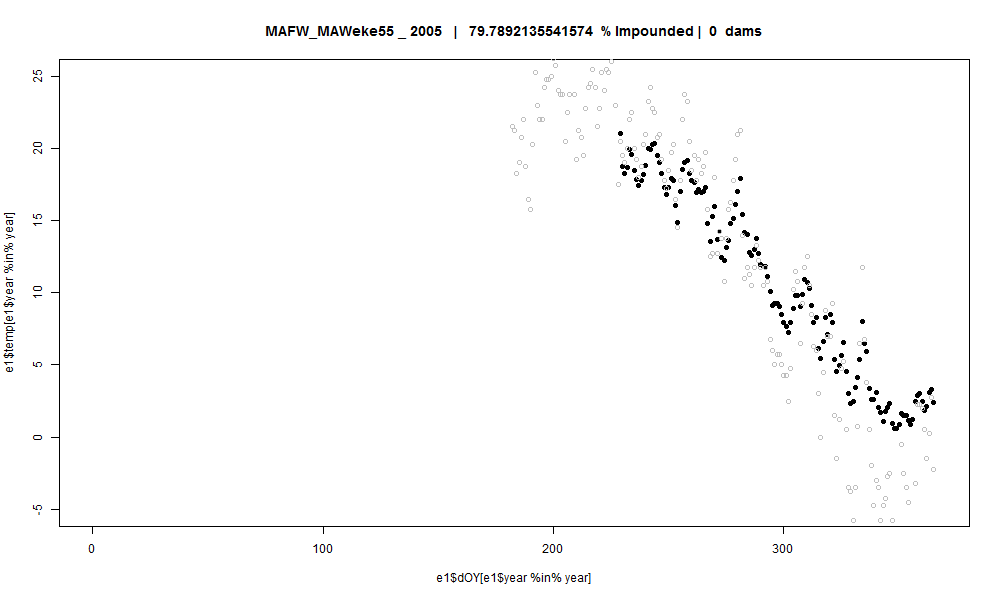 MAFW_MAWeke55 _ 2005 | 79.7892135541574 % Impounded | 0 dams
25
20
15
10
5
0
-5
e1$temp[e1$year %in% year]
0 100 200 300
e1$dOY[e1$year %in% year]